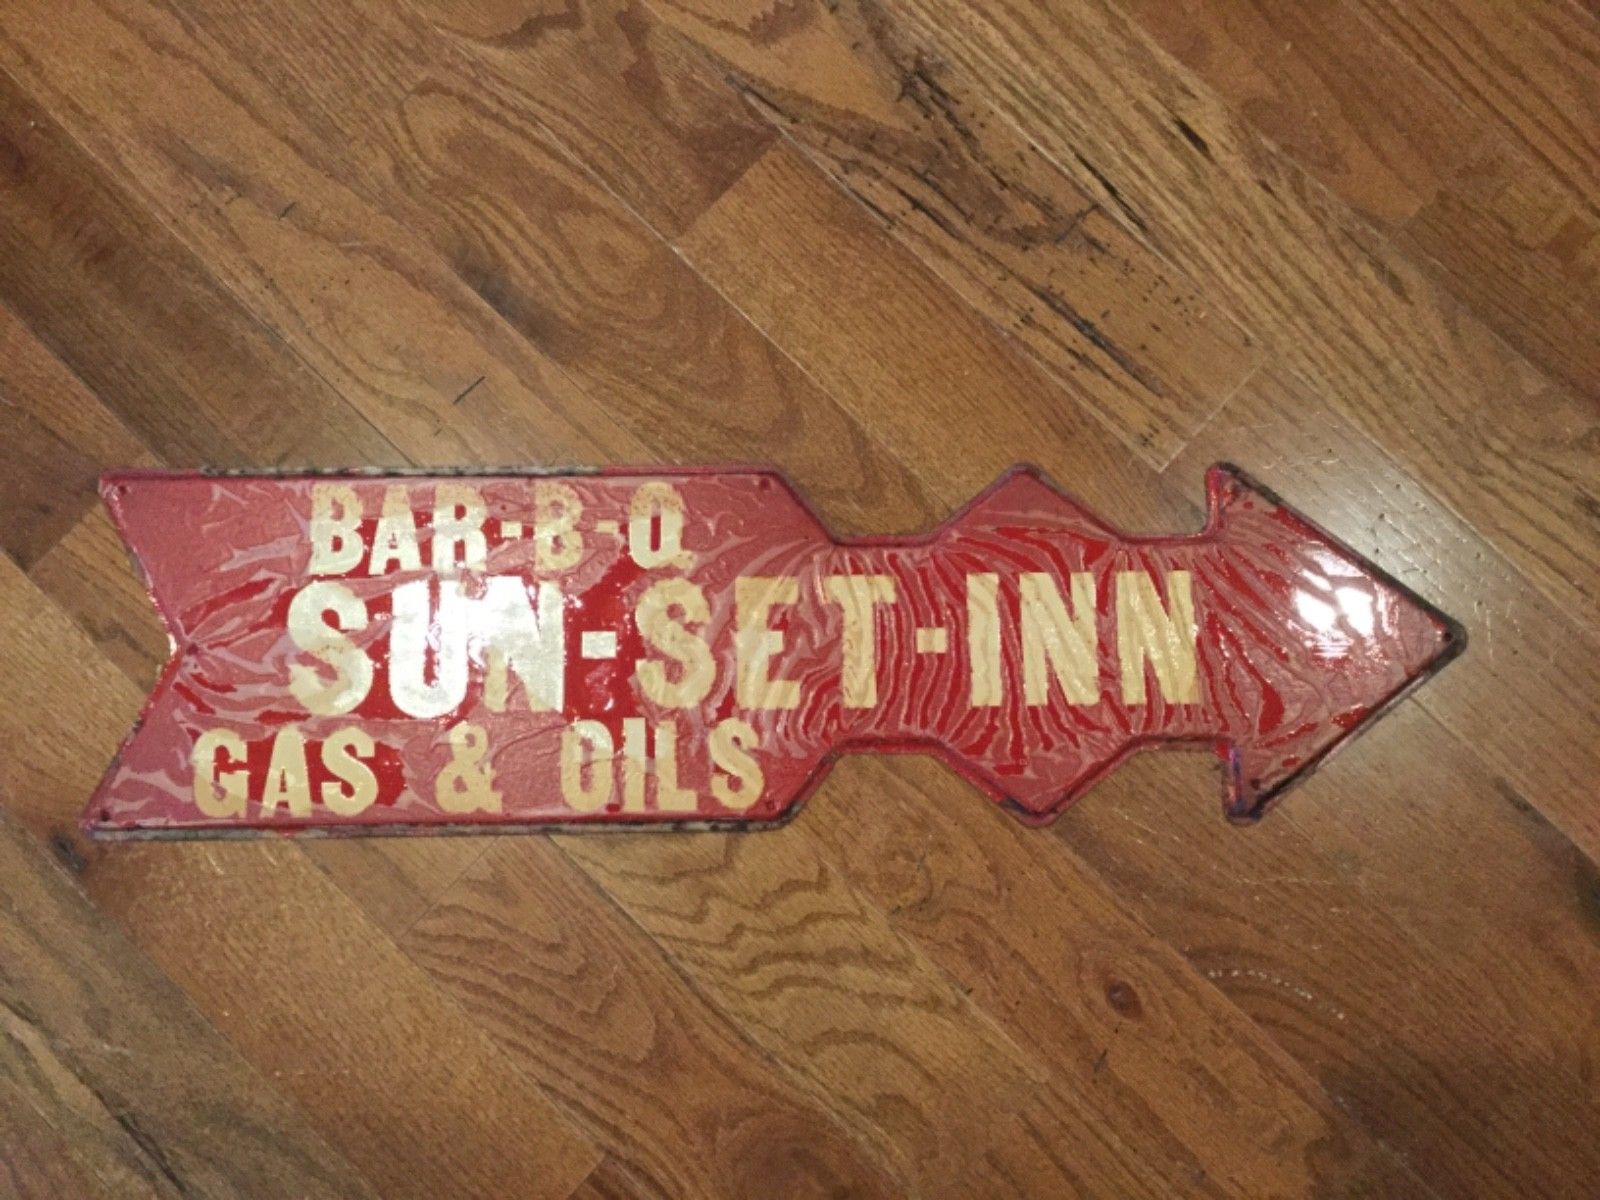 BAR-B-Q
SUN-SET-INN
GAS & OILS